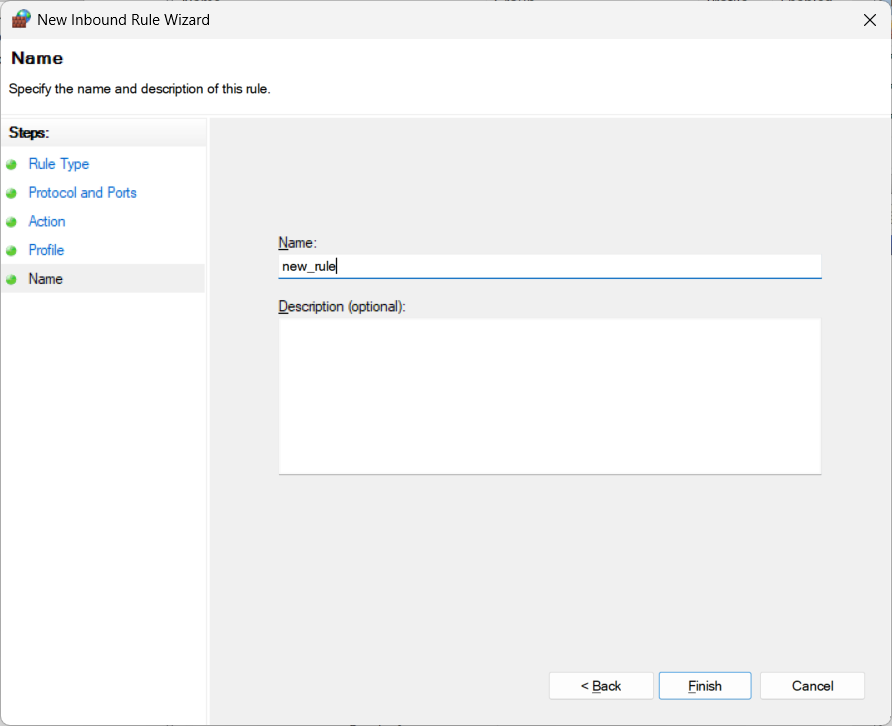 New Inbound Rule Wizard
Name
Specify the name and description of this rule.
Steps:
Rule Type
Protocol and Ports
Action
Profile
Name
Name:
new_rule
Description (optional):
< Back
Finish
Cancel